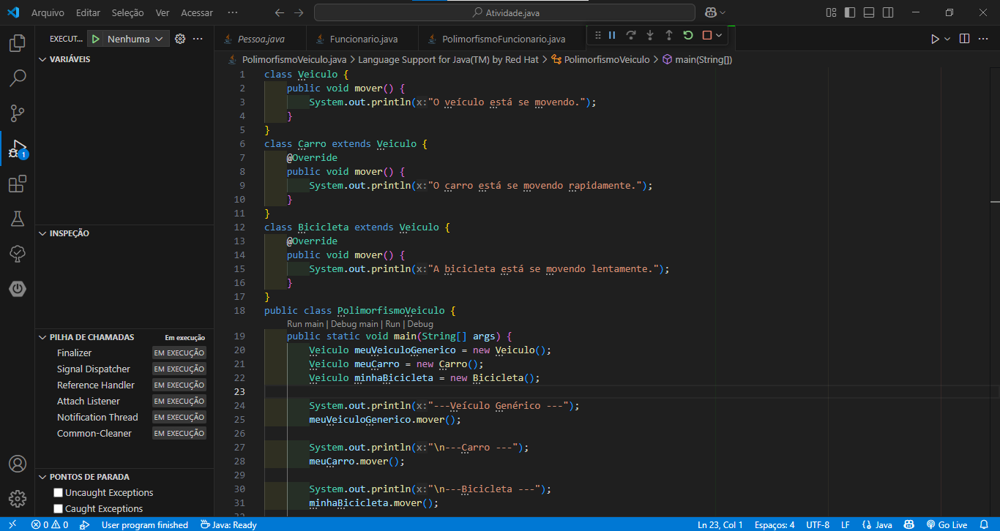 Arquivo Editar Seleção Ver Acessar ··· Atividade.java
EXECUT... Nenhuma ··· Pessoa.java Funcionario.java PolimorfismoFuncionario.java ···
PolimorfismoVeiculo.java > Language Support for Java(TM) by Red Hat > PolimorfismoVeiculo > main(String[])
VARIÁVEIS
1 class Veiculo {
2 public void mover() {
3 System.out.println(x:"O veículo está se movendo.");
4 }
5 }
6 class Carro extends Veiculo {
7 @Override
8 public void mover() {
9 System.out.println(x:"O carro está se movendo rapidamente.");
10 }
11 }
12 class Bicicleta extends Veiculo {
13 @Override
14 public void mover() {
15 System.out.println(x:"A bicicleta está se movendo lentamente.");
16 }
17 }
18 public class PolimorfismoVeiculo {
Run main | Debug main | Run | Debug
19 public static void main(String[] args) {
20 Veiculo meuVeiculoGenerico = new Veiculo();
21 Veiculo meuCarro = new Carro();
22 Veiculo minhaBicicleta = new Bicicleta();
23
24 System.out.println(x:"---Veículo Genérico ---");
25 meuVeiculoGenerico.mover();
26
27 System.out.println(x:"\n---Carro ---");
28 meuCarro.mover();
29
30 System.out.println(x:"\n---Bicicleta ---");
31 minhaBicicleta.mover();
32
1
INSPEÇÃO
PILHA DE CHAMADAS Em execução
Finalizer EM EXECUÇÃO
Signal Dispatcher EM EXECUÇÃO
Reference Handler EM EXECUÇÃO
Attach Listener EM EXECUÇÃO
Notification Thread EM EXECUÇÃO
Common-Cleaner EM EXECUÇÃO
PONTOS DE PARADA
Uncaught Exceptions
Caught Exceptions
0 0 User program finished Java: Ready Ln 23, Col 1 Espaços: 4 UTF-8 LF {} Java Go Live